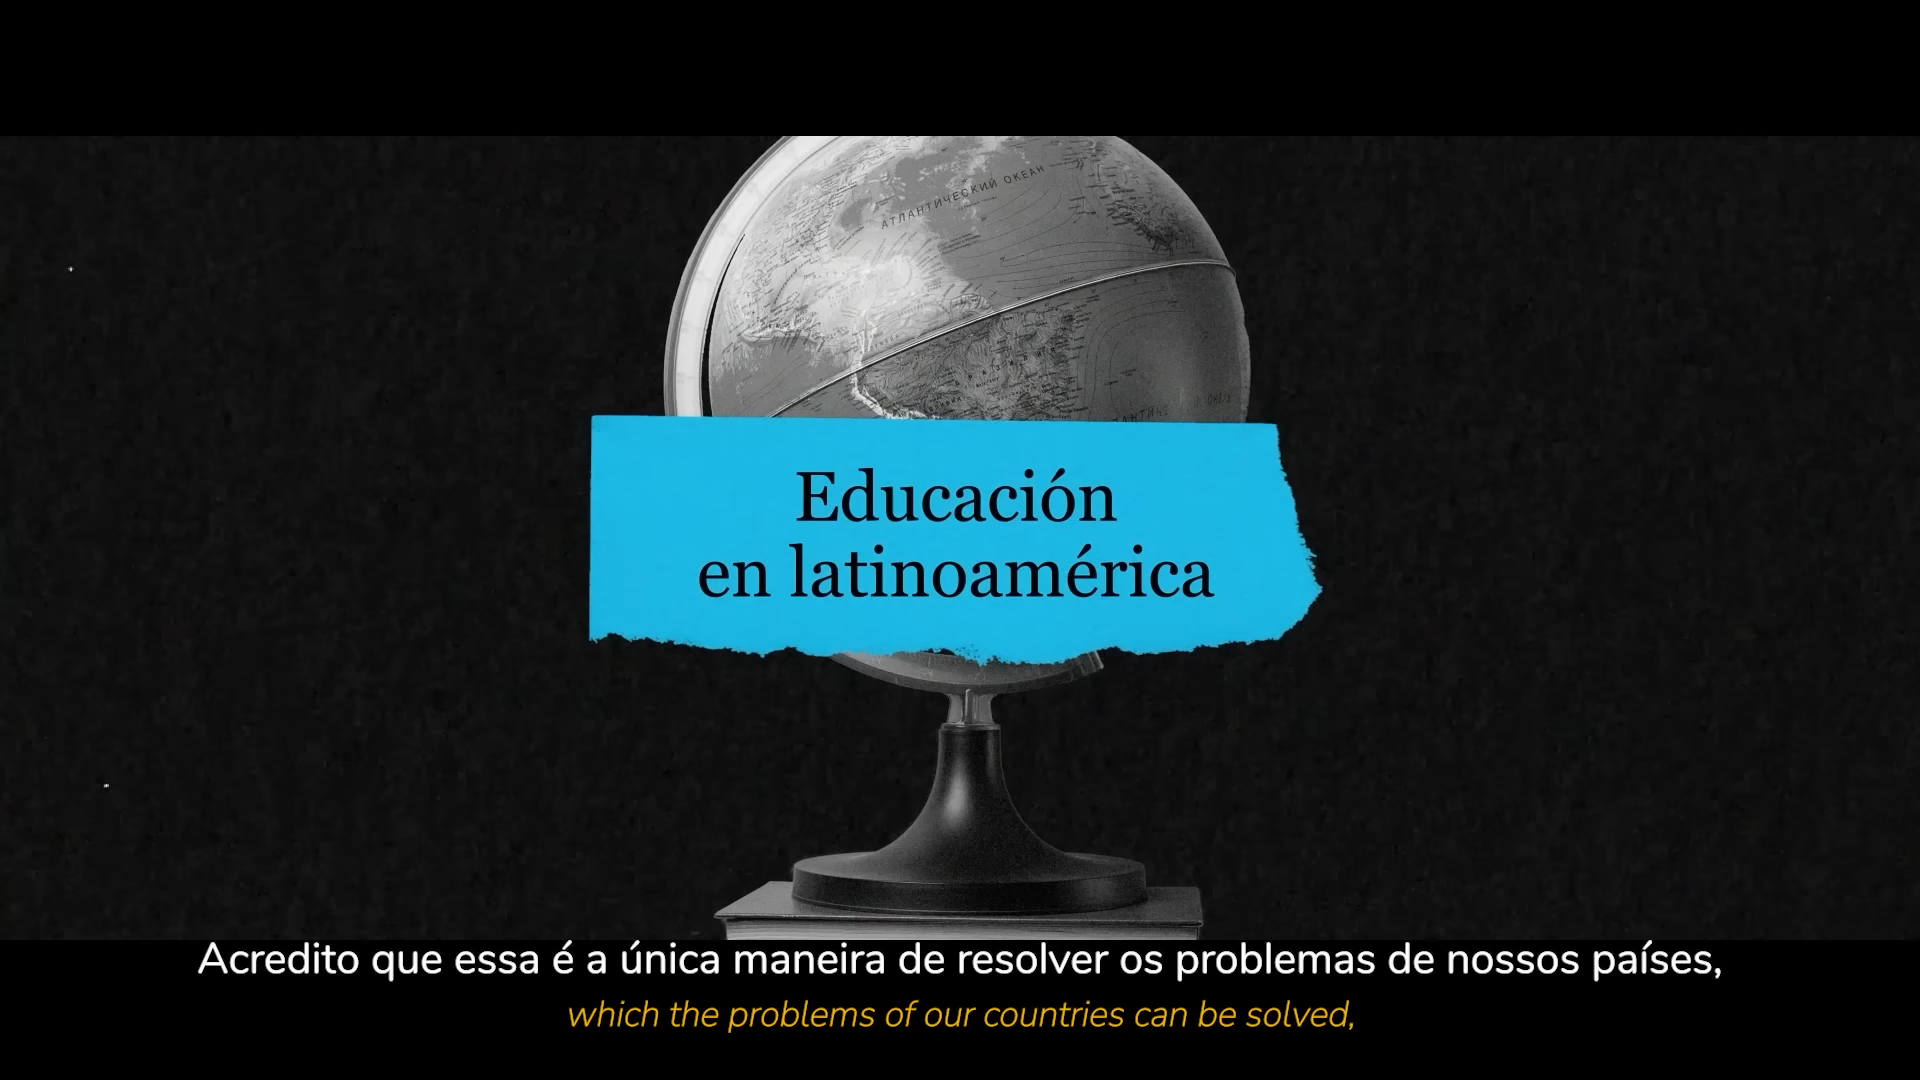 АТЛАНТИЧЕСКИЙ ОКЕАН
Educación
en latinoamérica
Acredito que essa é a única maneira de resolver os problemas de nossos países,
which the problems of our countries can be solved,